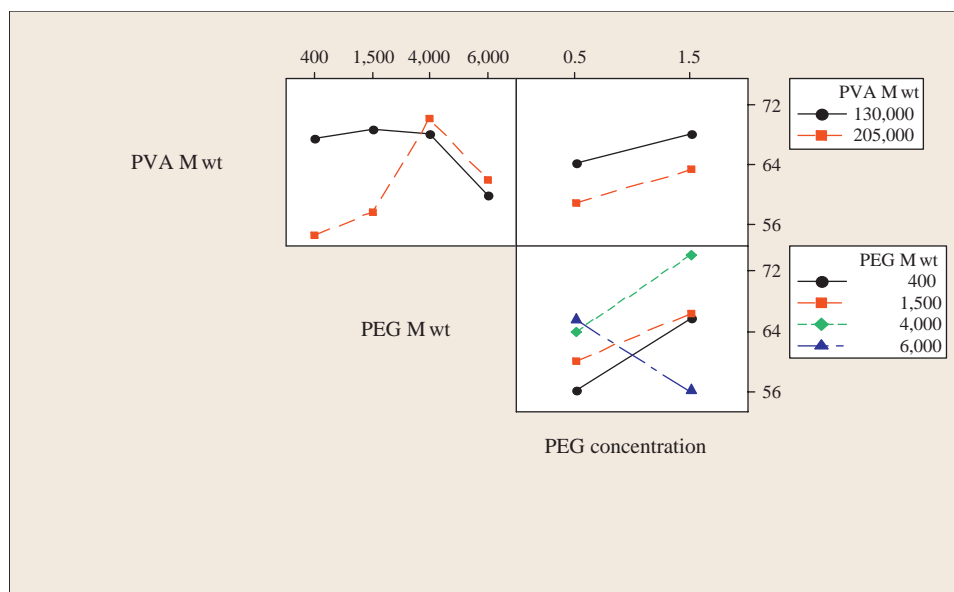 400 1,500 4,000 6,000 0.5 1.5
PVA M wt
72
64
56
PVA M wt
130,000
205,000
PEG M wt
72
64
56
PEG M wt
400
1,500
4,000
6,000
PEG concentration